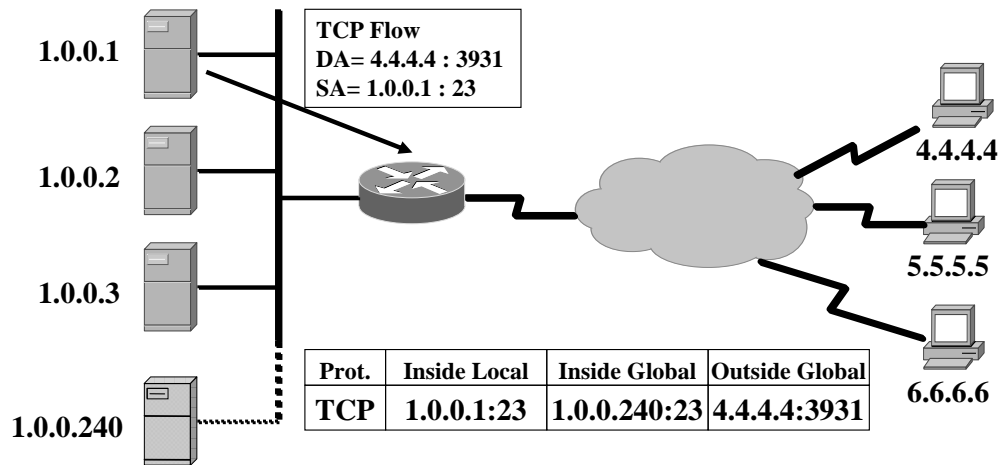 1.0.0.1
TCP Flow
DA= 4.4.4.4 : 3931
SA= 1.0.0.1 : 23
1.0.0.2
1.0.0.3
1.0.0.240
4.4.4.4
5.5.5.5
6.6.6.6
Prot. Inside Local Inside Global Outside Global
TCP 1.0.0.1:23 1.0.0.240:23 4.4.4.4:3931